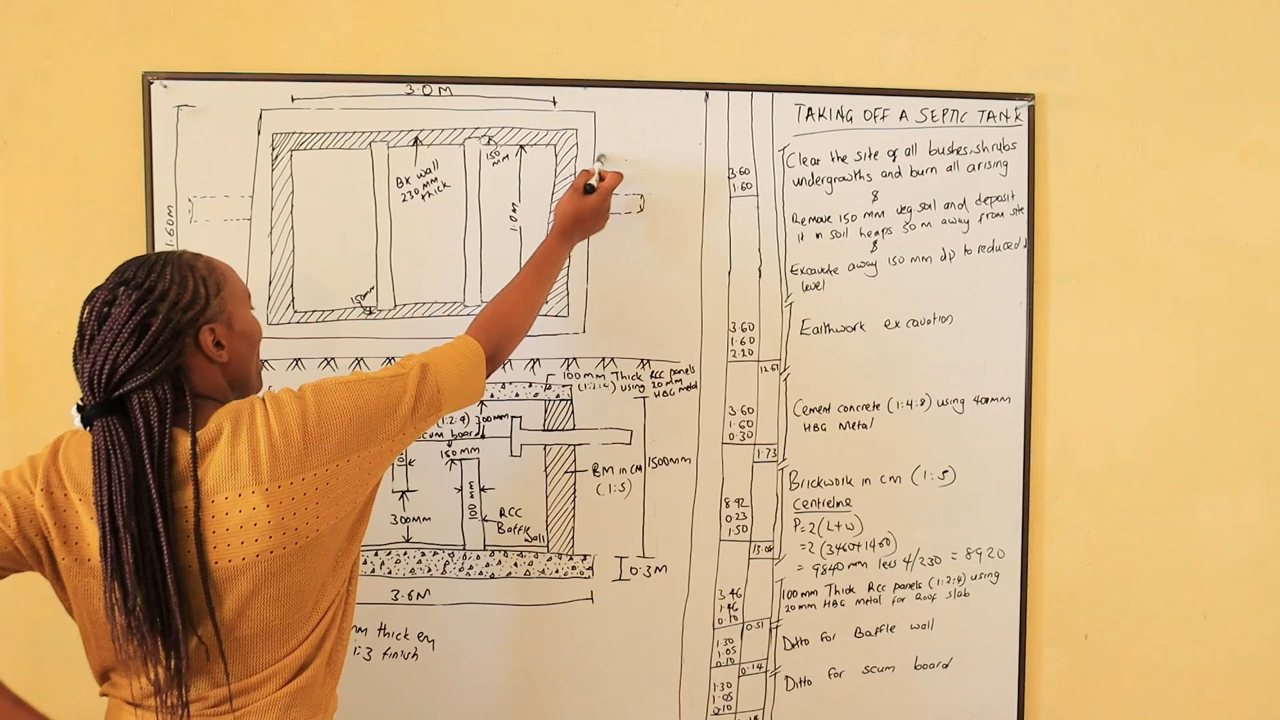 3.0M
1.60M
150 MM
BK wall
230 MM
thick
1.0M
150MM
100 MM Thick RCC panels
(1:2:4) using 20 MM
HBG Metal
(1:2:4)
scum board
300MM
150 MM
1500MM
BM in CM
(1:5)
100 MM
300MM
RCC
Baffle
wall
0.3M
3.6M
thick
1:3 finish
TAKING OFF A SEPTIC TANK
3.60
1.60
Clear the site of all bushes, shrubs
undergrowths and burn all arising
&
Remove 150 MM veg. soil and deposit
it in soil heaps 50 m away from site
&
Excavate away 150 mm dp to reduced
level
3.60
1.60
2.20
12.67
Earthwork excavation
3.60
1.60
0.30
1.73
Cement concrete (1:4:8) using 40mm
HBG Metal
8.92
0.23
1.50
Brickwork in cm (1:5)
Centreline
P=2(L+W)
=2(3460+1460)
= 9840 mm less 4/230 = 8920
3.46
1.46
0.10
0.51
100 mm Thick RCC panels (1:2:4) using
20mm HBG Metal for Roof slab
1.30
1.05
0.10
0.14
Ditto for Baffle wall
1.30
1.05
0.10
Ditto for scum board